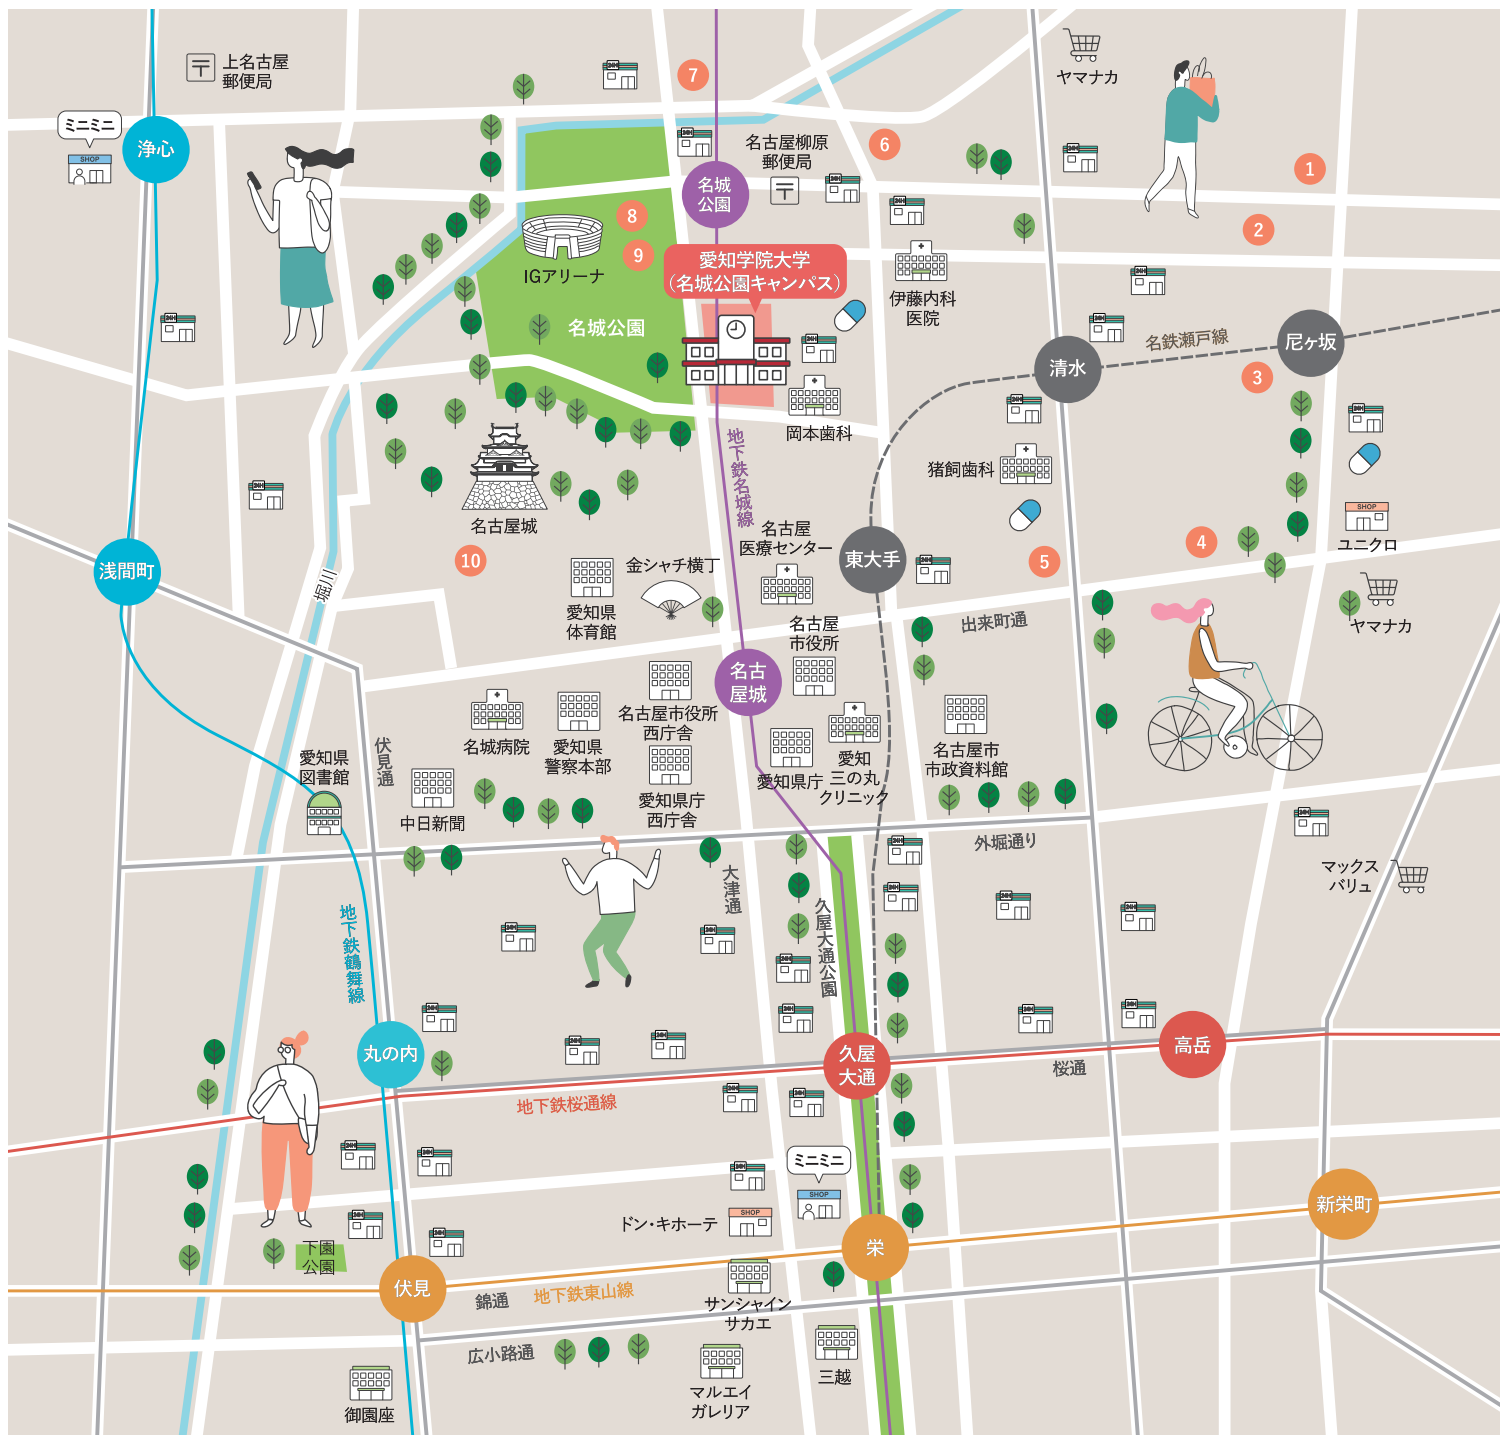 上名古屋
郵便局
7
ヤマナカ
ミニミニ
SHOP
浄心
名古屋柳原
郵便局
6
1
名城
公園
8
2
9
愛知学院大学
(名城公園キャンパス)
IGアリーナ
伊藤内科
医院
名城公園
名鉄瀬戸線
尼ヶ坂
清水
3
岡本歯科
地下鉄名城線
猪飼歯科
SHOP
ユニクロ
名古屋城
10
名古屋
医療センター
東大手
5
4
浅間町
堀川
金シャチ横丁
愛知県
体育館
名古屋
市役所
出来町通
ヤマナカ
名古
屋城
名古屋市役所
西庁舎
名城病院
愛知県
警察本部
伏見通
愛知県
図書館
愛知県庁
愛知
三の丸
クリニック
名古屋市
市政資料館
中日新聞
愛知県庁
西庁舎
外堀通り
マックス
バリュ
大津通
久屋大通公園
地下鉄鶴舞線
丸の内
久屋
大通
高岳
桜通
地下鉄桜通線
ミニミニ
SHOP
ドン・キホーテ
SHOP
新栄町
栄
下園
公園
伏見
錦通
地下鉄東山線
サンシャイン
サカエ
広小路通
マルエイ
ガレリア
三越
御園座